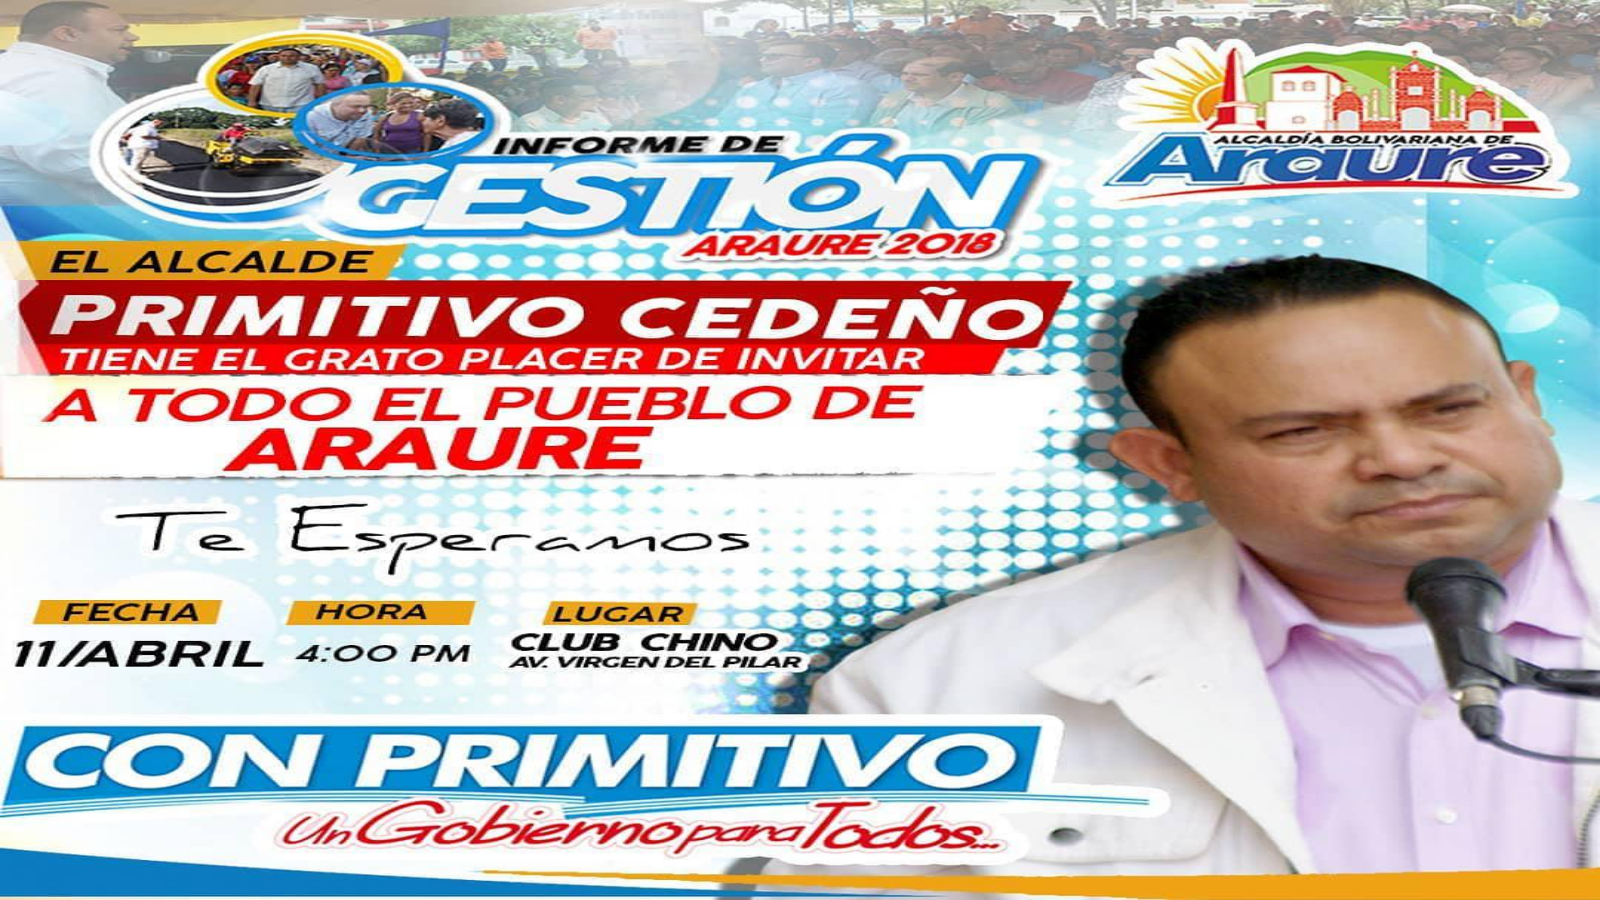 INFORME DE
GESTIÓN
ARAURE 2018
ALCALDÍA BOLIVARIANA DE
Araure
EL ALCALDE
PRIMITIVO CEDEÑO
TIENE EL GRATO PLACER DE INVITAR
A TODO EL PUEBLO DE
ARAURE
Te Esperamos
FECHA
11/ABRIL
HORA
4:00 PM
LUGAR
CLUB CHINO
AV. VIRGEN DEL PILAR
CON PRIMITIVO
Un Gobierno para Todos...